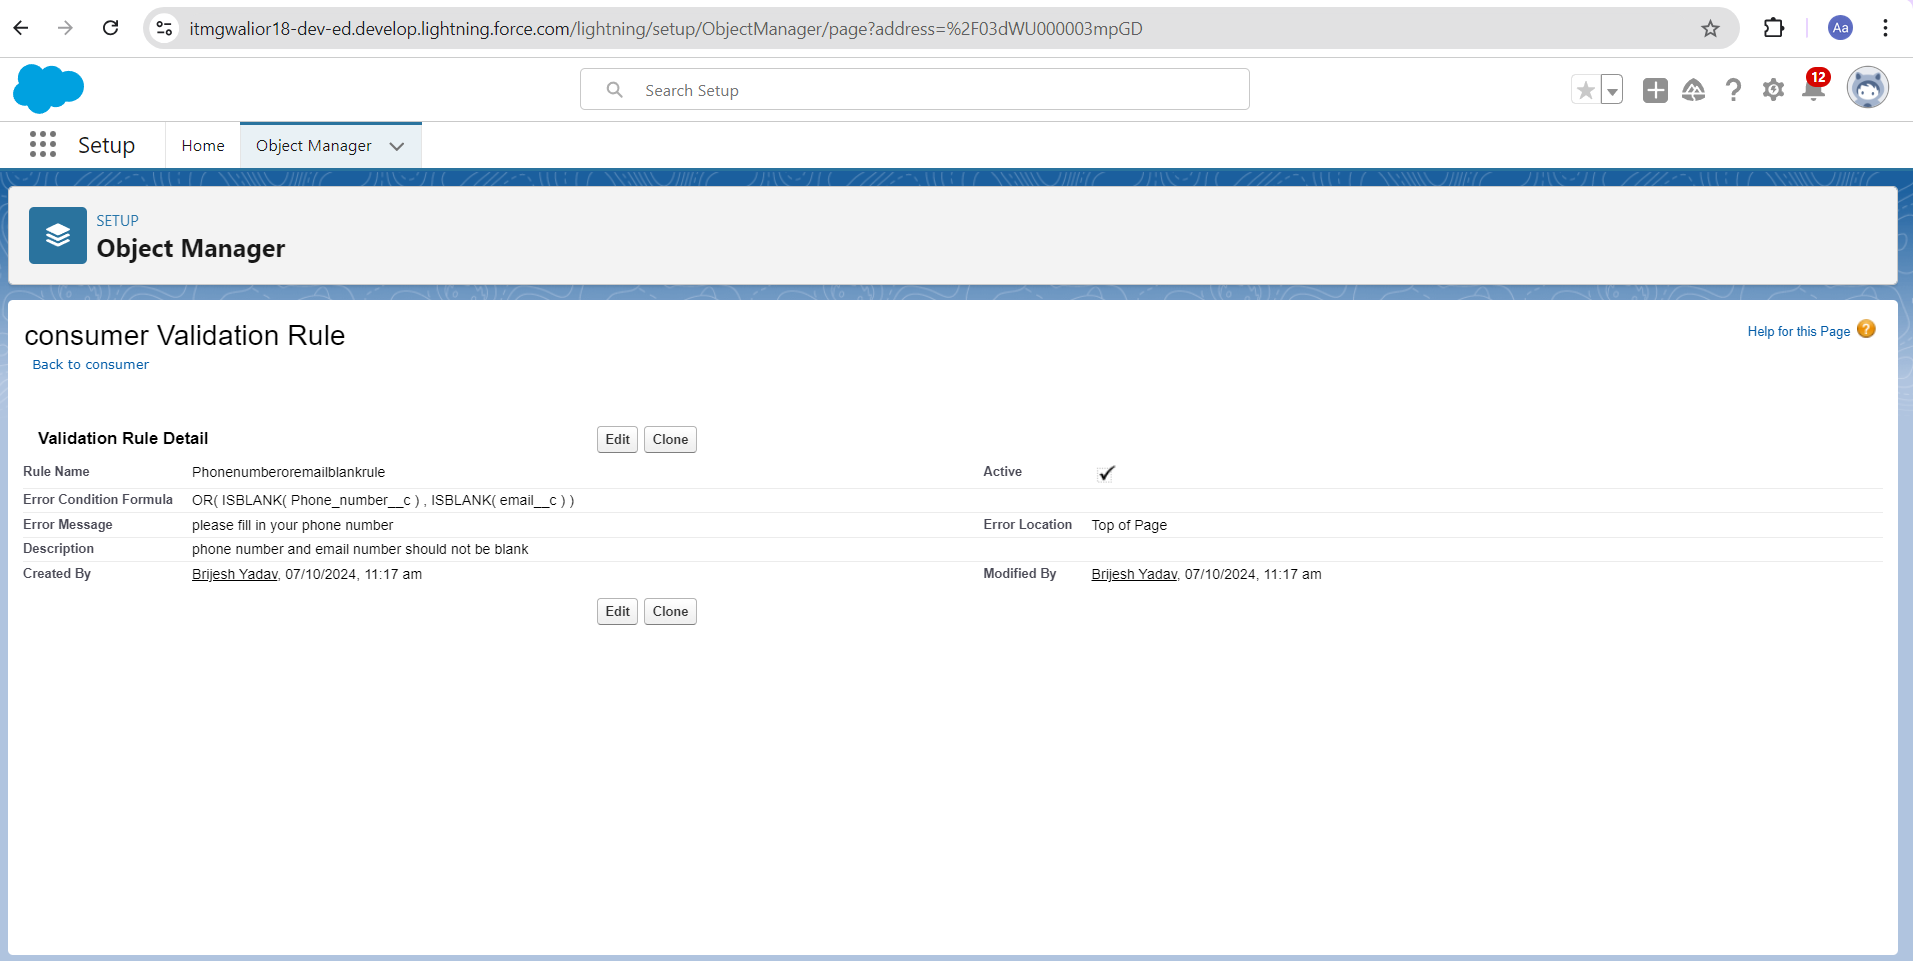 itmgwalior18-dev-ed.develop.lightning.force.com/lightning/setup/ObjectManager/page?address=%2F03dWU000003mpGD
Aa
Search Setup
12
Setup
Home
Object Manager
SETUP
Object Manager
consumer Validation Rule
Help for this Page ?
Back to consumer
Validation Rule Detail
Edit Clone
Rule Name Phonenumberoremailblankrule Active
Error Condition Formula OR( ISBLANK( Phone_number__c ) , ISBLANK( email__c ) )
Error Message please fill in your phone number Error Location Top of Page
Description phone number and email number should not be blank
Created By Brijesh Yadav, 07/10/2024, 11:17 am Modified By Brijesh Yadav, 07/10/2024, 11:17 am
Edit Clone